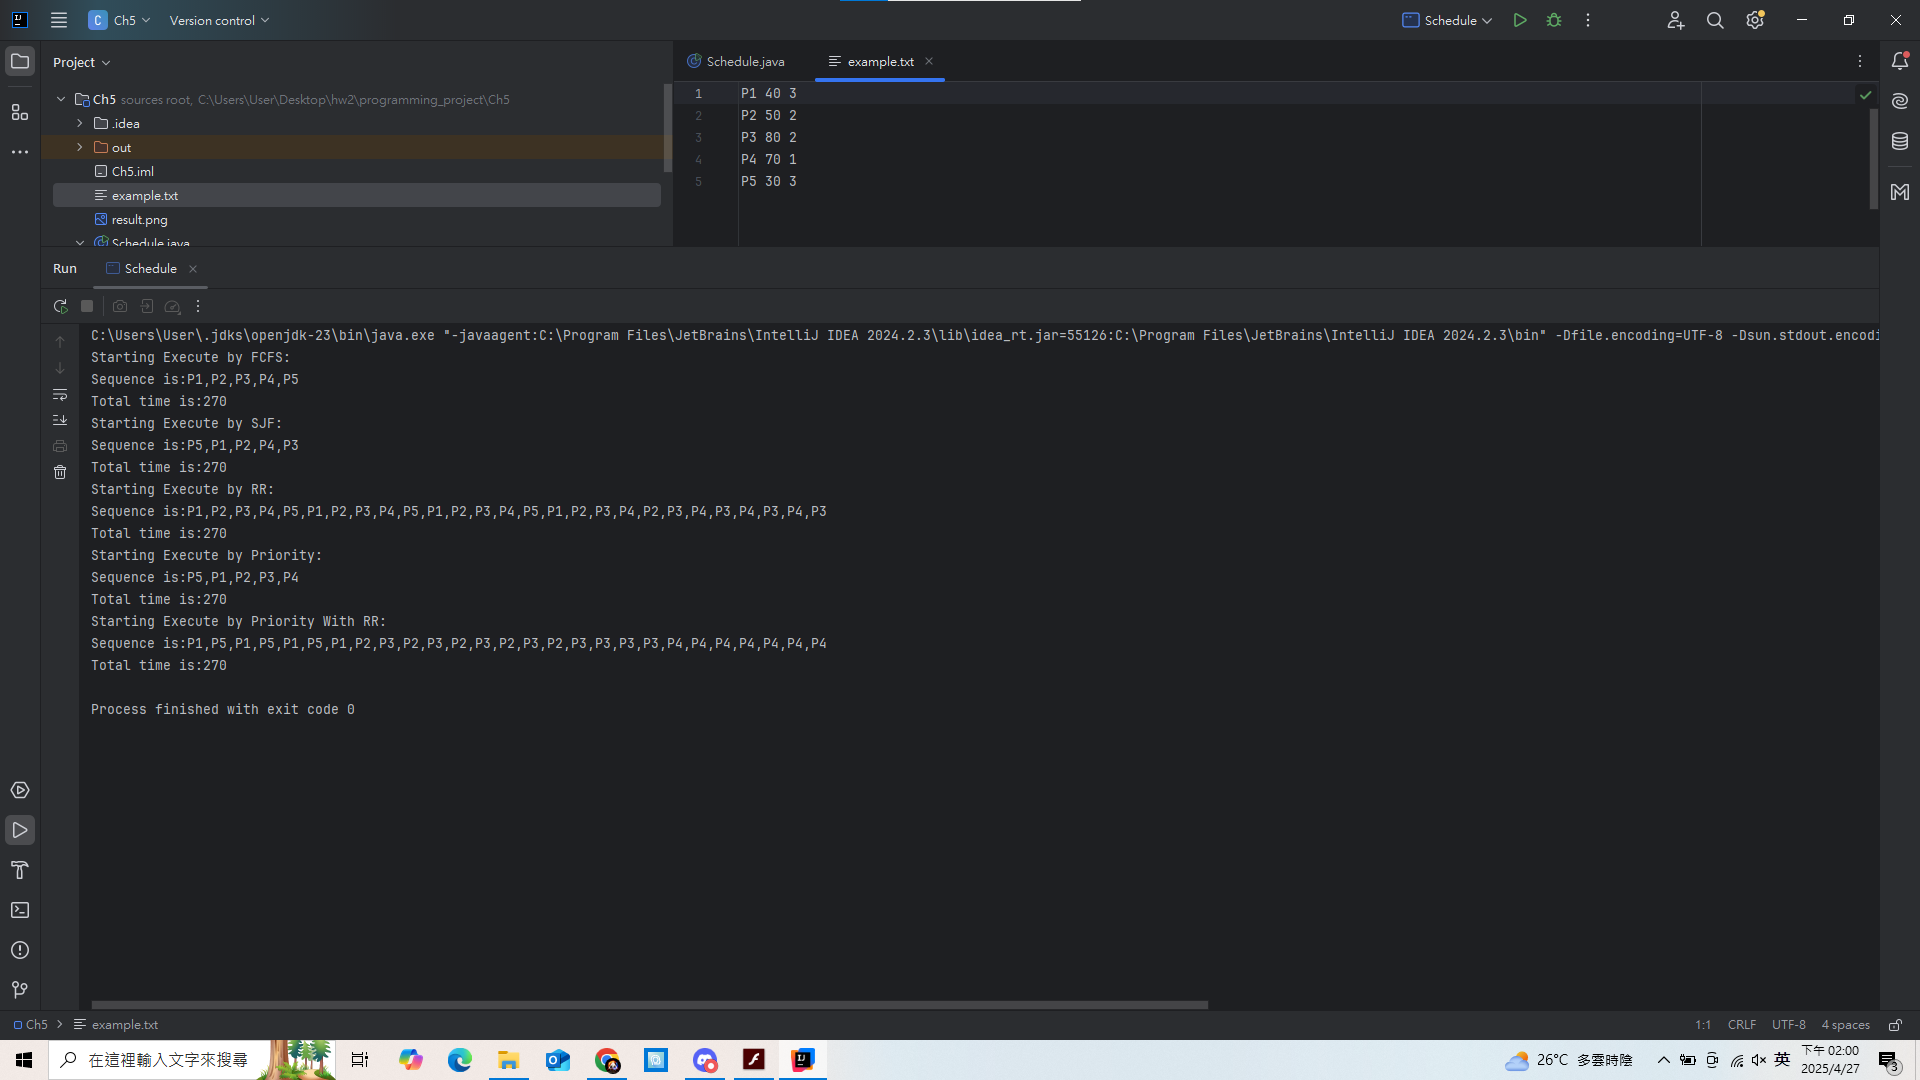 C Ch5 Version control Schedule
Project
Schedule.java example.txt
Ch5 sources root, C:\Users\User\Desktop\hw2\programming_project\Ch5
.idea
out
Ch5.iml
example.txt
result.png
Schedule.java
1 P1 40 3
2 P2 50 2
3 P3 80 2
4 P4 70 1
5 P5 30 3
Run Schedule
C:\Users\User\.jdks\openjdk-23\bin\java.exe "-javaagent:C:\Program Files\JetBrains\IntelliJ IDEA 2024.2.3\lib\idea_rt.jar=55126:C:\Program Files\JetBrains\IntelliJ IDEA 2024.2.3\bin" -Dfile.encoding=UTF-8 -Dsun.stdout.encodi
Starting Execute by FCFS:
Sequence is:P1,P2,P3,P4,P5
Total time is:270
Starting Execute by SJF:
Sequence is:P5,P1,P2,P4,P3
Total time is:270
Starting Execute by RR:
Sequence is:P1,P2,P3,P4,P5,P1,P2,P3,P4,P5,P1,P2,P3,P4,P5,P1,P2,P3,P4,P2,P3,P4,P3,P4,P3,P4,P3
Total time is:270
Starting Execute by Priority:
Sequence is:P5,P1,P2,P3,P4
Total time is:270
Starting Execute by Priority With RR:
Sequence is:P1,P5,P1,P5,P1,P5,P1,P2,P3,P2,P3,P2,P3,P2,P3,P2,P3,P3,P3,P3,P4,P4,P4,P4,P4,P4,P4
Total time is:270
Process finished with exit code 0
Ch5 example.txt 1:1 CRLF UTF-8 4 spaces
在這裡輸入文字來搜尋
26°C 多雲時陰 英
下午 02:00
2025/4/27
3